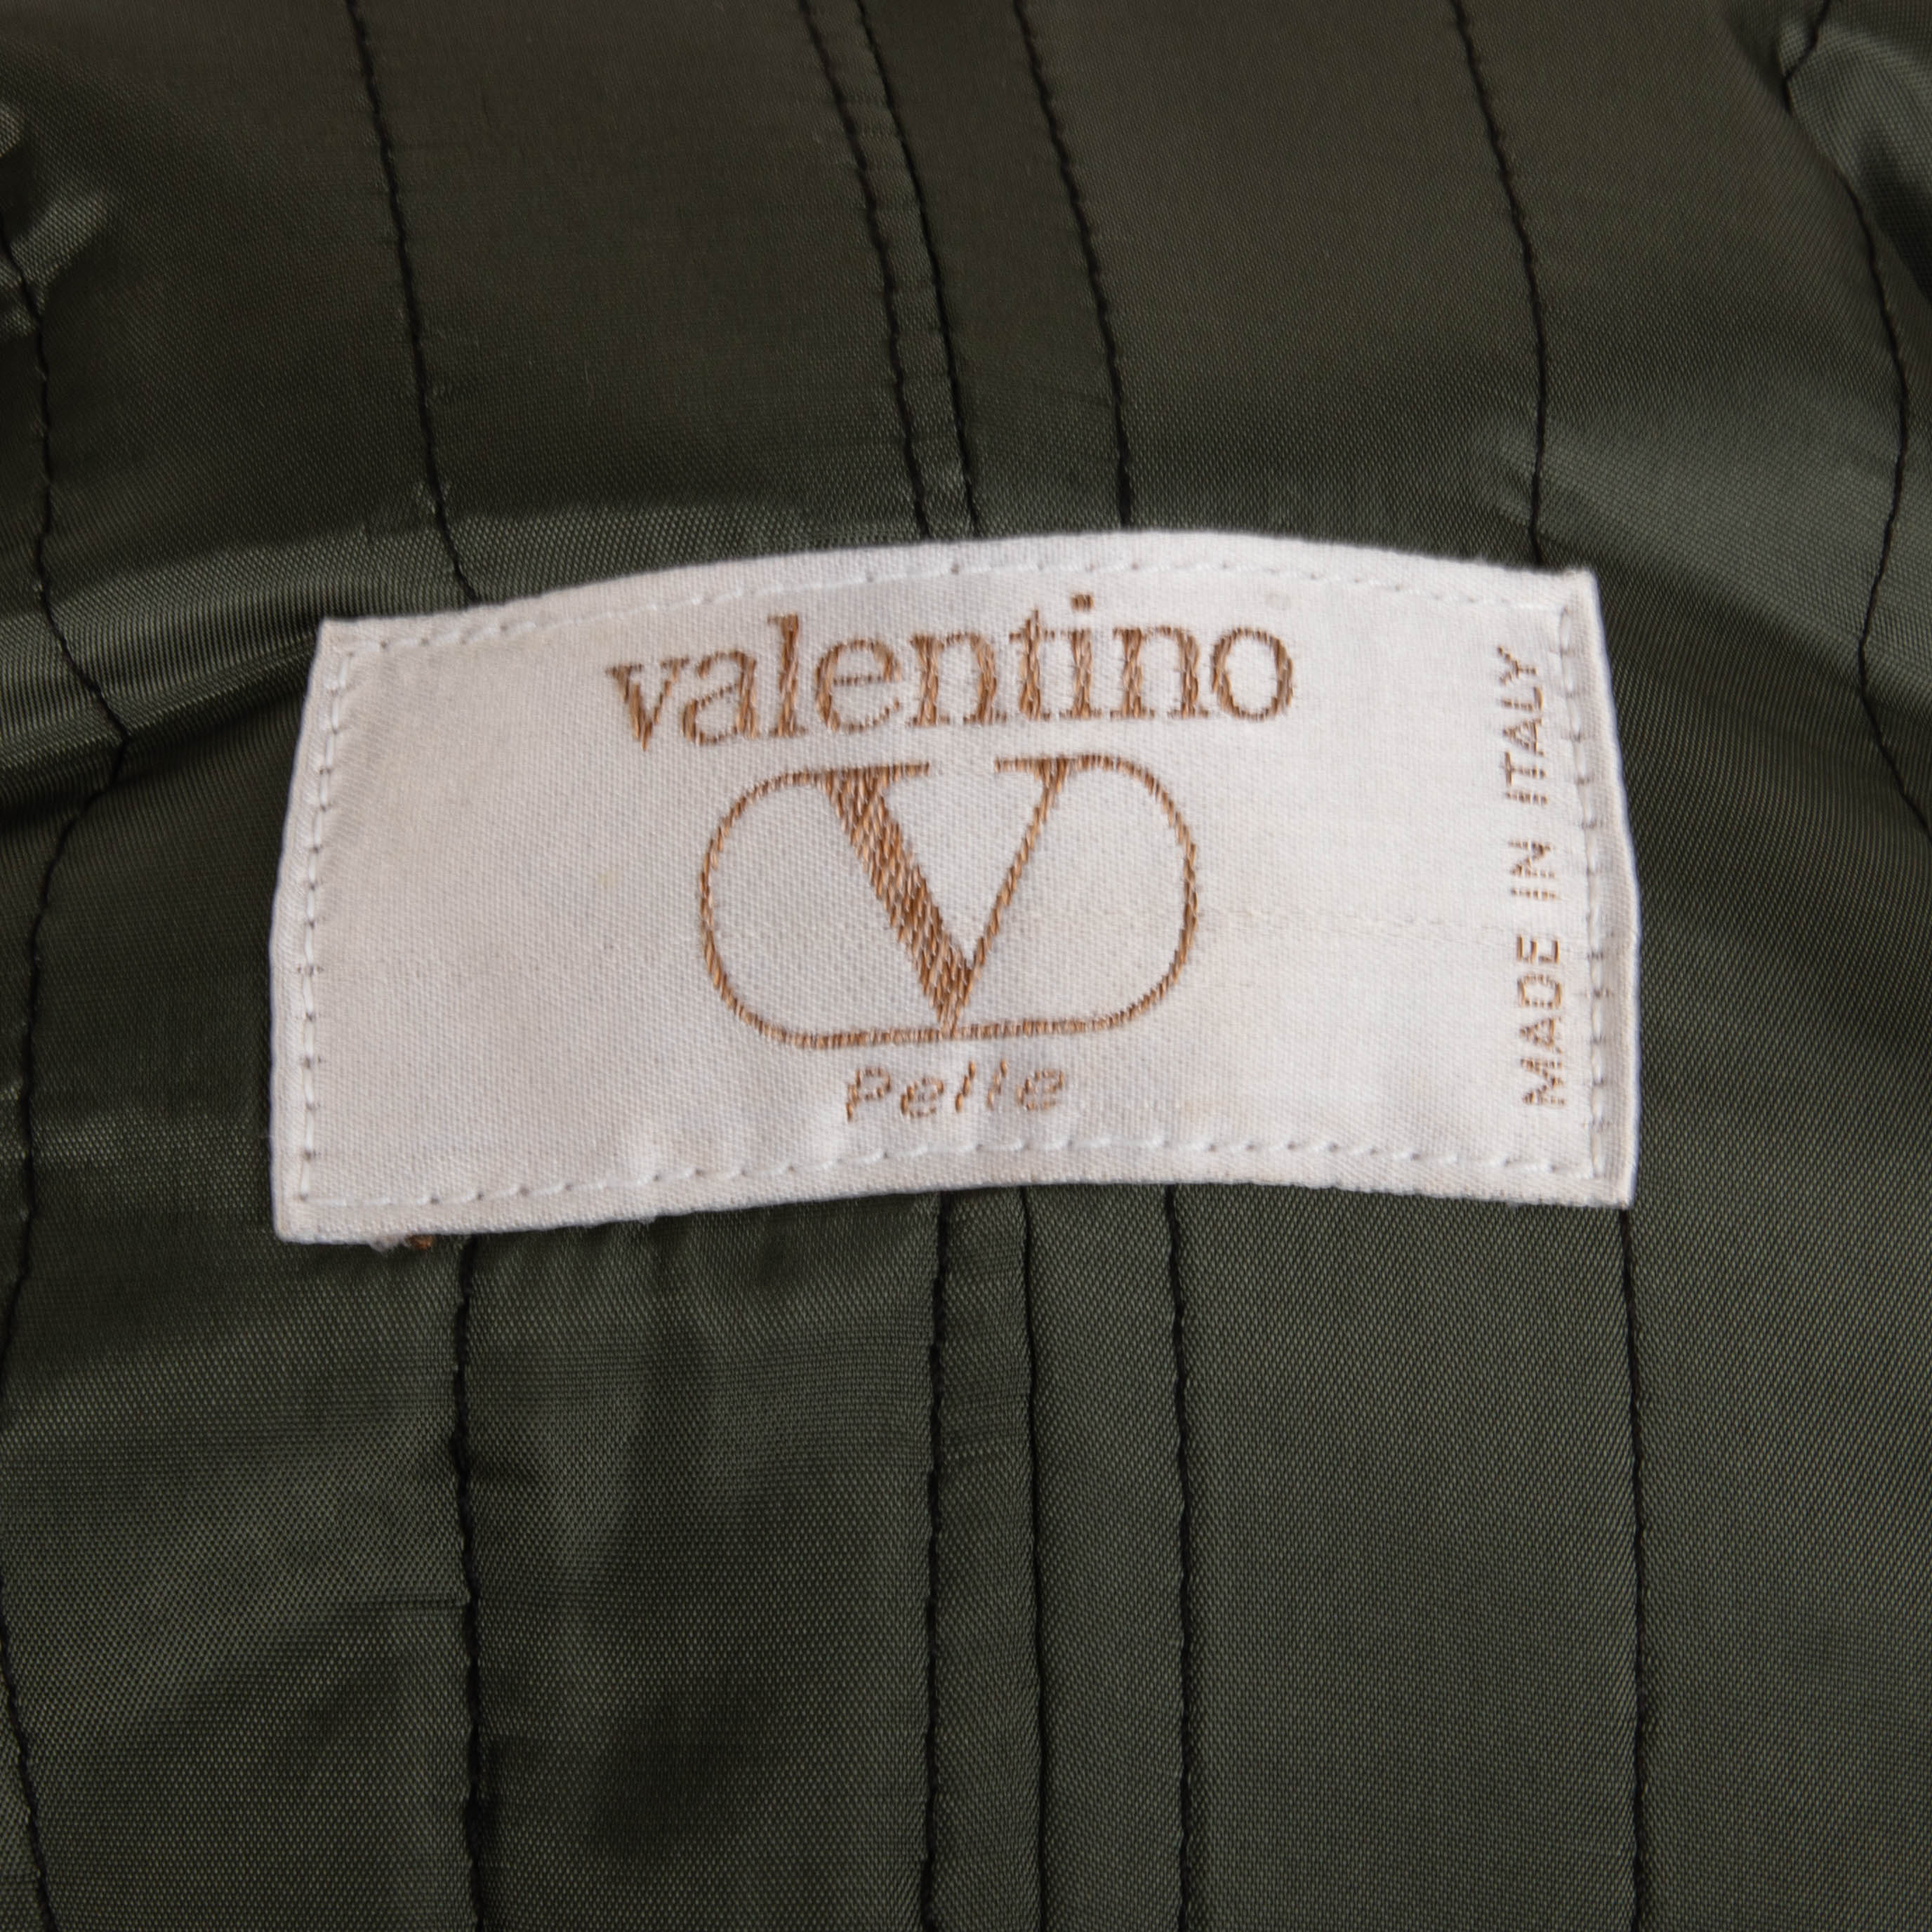 valentino
V
Pelle
MADE IN ITALY